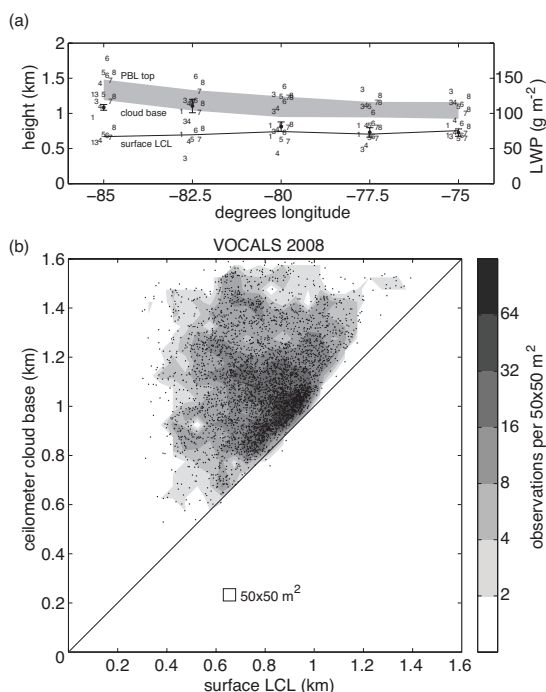 (a)
2
1.5
1
0.5
0
height (km)
PBL top
cloud base
surface LCL
150
100
50
0
LWP (g m-2)
−85
−82.5
−80
−77.5
−75
degrees longitude
(b)
VOCALS 2008
1.6
1.4
1.2
1
0.8
0.6
0.4
0.2
0
ceilometer cloud base (km)
50x50 m2
0.2
0.4
0.6
0.8
1
1.2
1.4
1.6
surface LCL (km)
64
32
16
8
4
2
observations per 50x50 m2